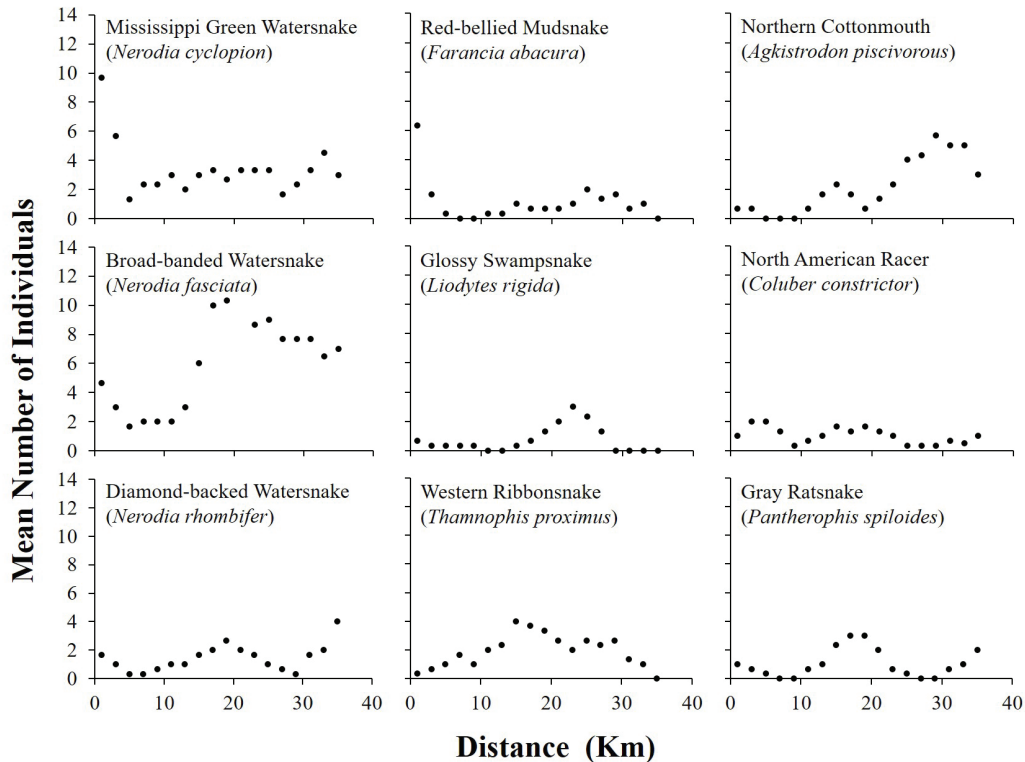 Mean Number of Individuals
14
12
10
8
6
4
2
0
Mississippi Green Watersnake
(Nerodia cyclopion)
Red-bellied Mudsnake
(Farancia abacura)
Northern Cottonmouth
(Agkistrodon piscivorous)
14
12
10
8
6
4
2
0
Broad-banded Watersnake
(Nerodia fasciata)
Glossy Swampsnake
(Liodytes rigida)
North American Racer
(Coluber constrictor)
14
12
10
8
6
4
2
0
Diamond-backed Watersnake
(Nerodia rhombifer)
Western Ribbonsnake
(Thamnophis proximus)
Gray Ratsnake
(Pantherophis spiloides)
0 10 20 30 40
0 10 20 30 40
0 10 20 30 40
Distance (Km)